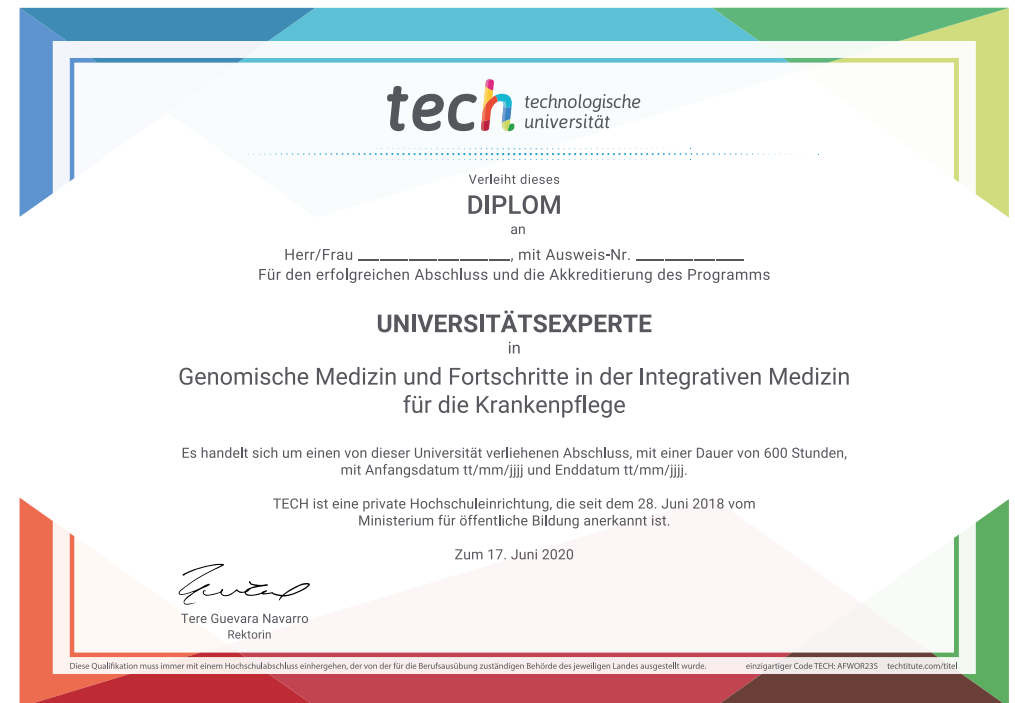 tech technologische
universität
Verleiht dieses
DIPLOM
an
Herr/Frau _______________, mit Ausweis-Nr. ___________
Für den erfolgreichen Abschluss und die Akkreditierung des Programms
UNIVERSITÄTSEXPERTE
in
Genomische Medizin und Fortschritte in der Integrativen Medizin
für die Krankenpflege
Es handelt sich um einen von dieser Universität verliehenen Abschluss, mit einer Dauer von 600 Stunden,
mit Anfangsdatum tt/mm/jjjj und Enddatum tt/mm/jjjj.
TECH ist eine private Hochschuleinrichtung, die seit dem 28. Juni 2018 vom
Ministerium für öffentliche Bildung anerkannt ist.
Zum 17. Juni 2020
Tere Guevara Navarro
Rektorin
Diese Qualifikation muss immer mit einem Hochschulabschluss einhergehen, der von der für die Berufsausübung zuständigen Behörde des jeweiligen Landes ausgestellt wurde. einzigartiger Code TECH: AFWOR23S techtitute.com/titel